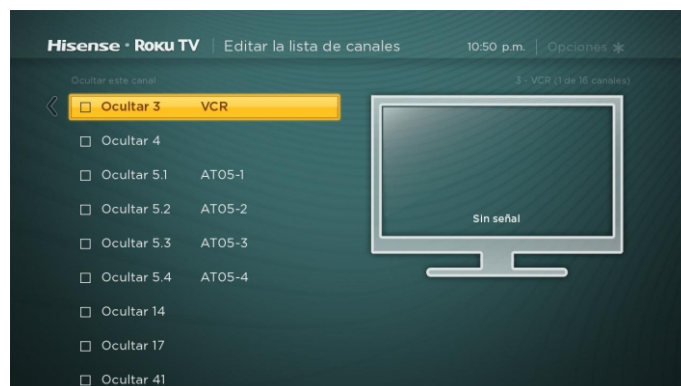 Hisense • Roku TV | Editar la lista de canales 10:50 p.m. | Opciones ✱
Ocultar este canal 3 - VCR (1 de 16 canales)
Ocultar 3 VCR
Ocultar 4
Ocultar 5.1 AT05-1
Ocultar 5.2 AT05-2
Sin señal
Ocultar 5.3 AT05-3
Ocultar 5.4 AT05-4
Ocultar 14
Ocultar 17
Ocultar 41